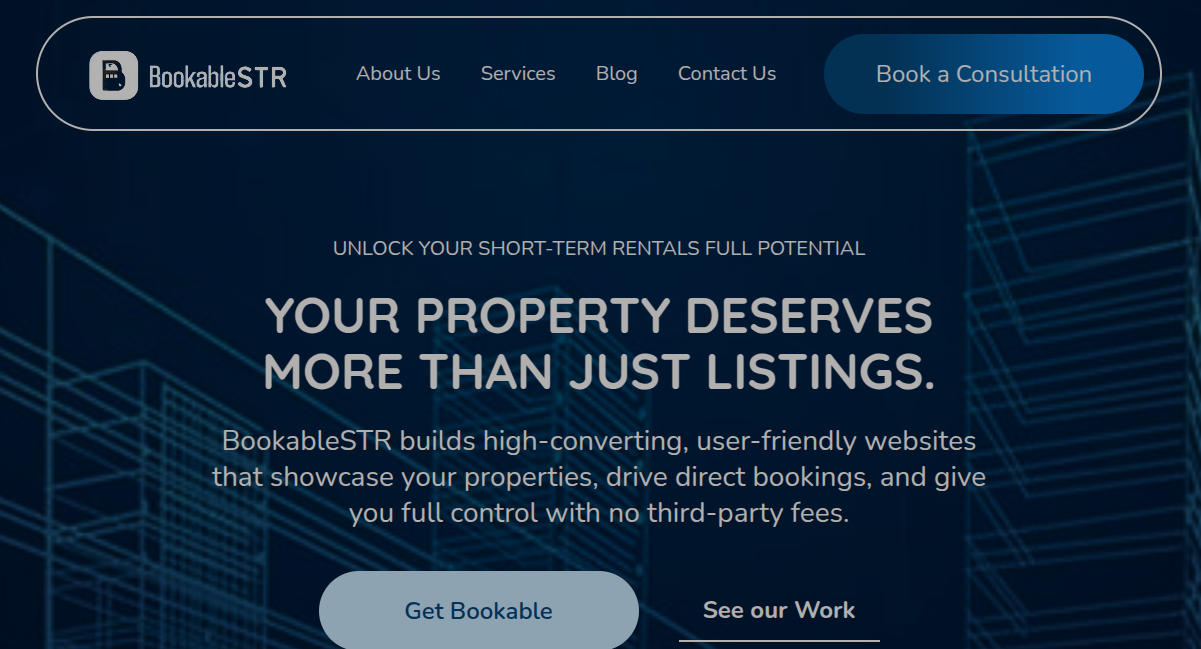 BookableSTR
About Us
Services
Blog
Contact Us
Book a Consultation
UNLOCK YOUR SHORT-TERM RENTALS FULL POTENTIAL
YOUR PROPERTY DESERVES
MORE THAN JUST LISTINGS.
BookableSTR builds high-converting, user-friendly websites
that showcase your properties, drive direct bookings, and give
you full control with no third-party fees.
Get Bookable
See our Work